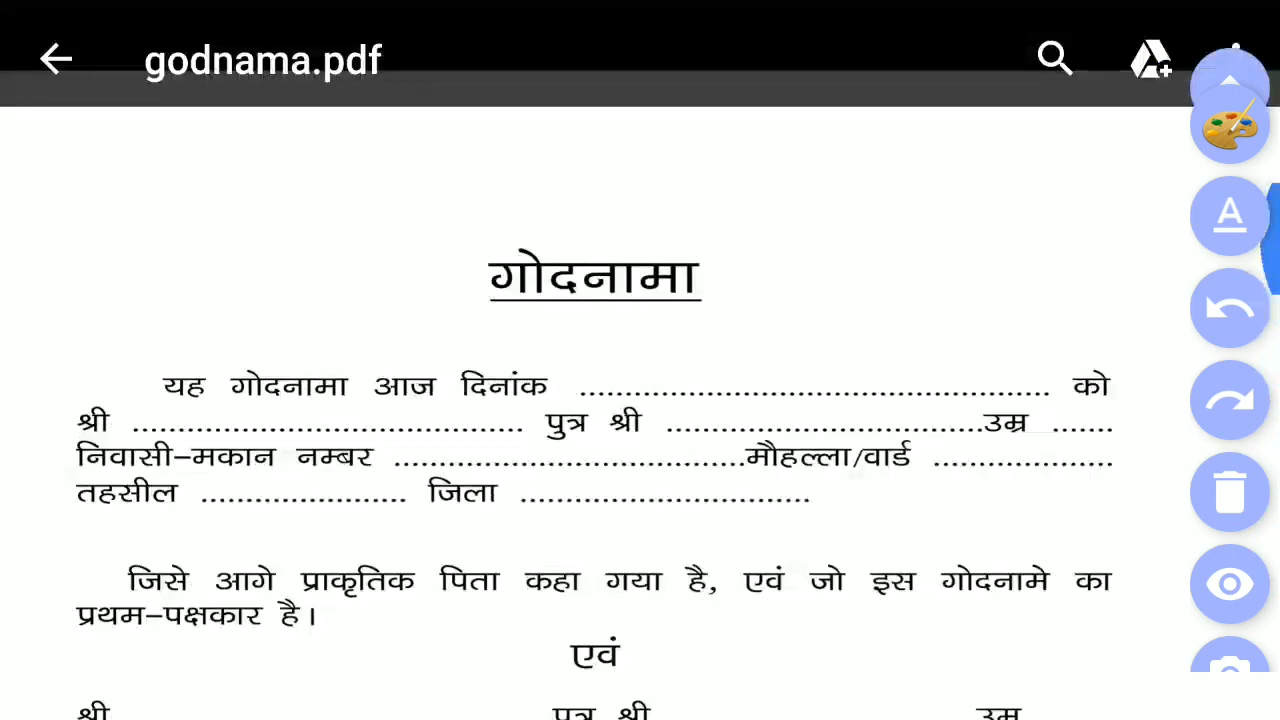 godnama.pdf
गोदनामा
यह गोदनामा आज दिनांक ............................................... को
श्री ....................................... पुत्र श्री ................................उम्र .......
निवासी–मकान नम्बर ...................................मौहल्ला/वार्ड ..................
तहसील ..................... जिला .............................
जिसे आगे प्राकृतिक पिता कहा गया है, एवं जो इस गोदनामे का
प्रथम–पक्षकार है।
एवं
श्री पुत्र श्री उम्र